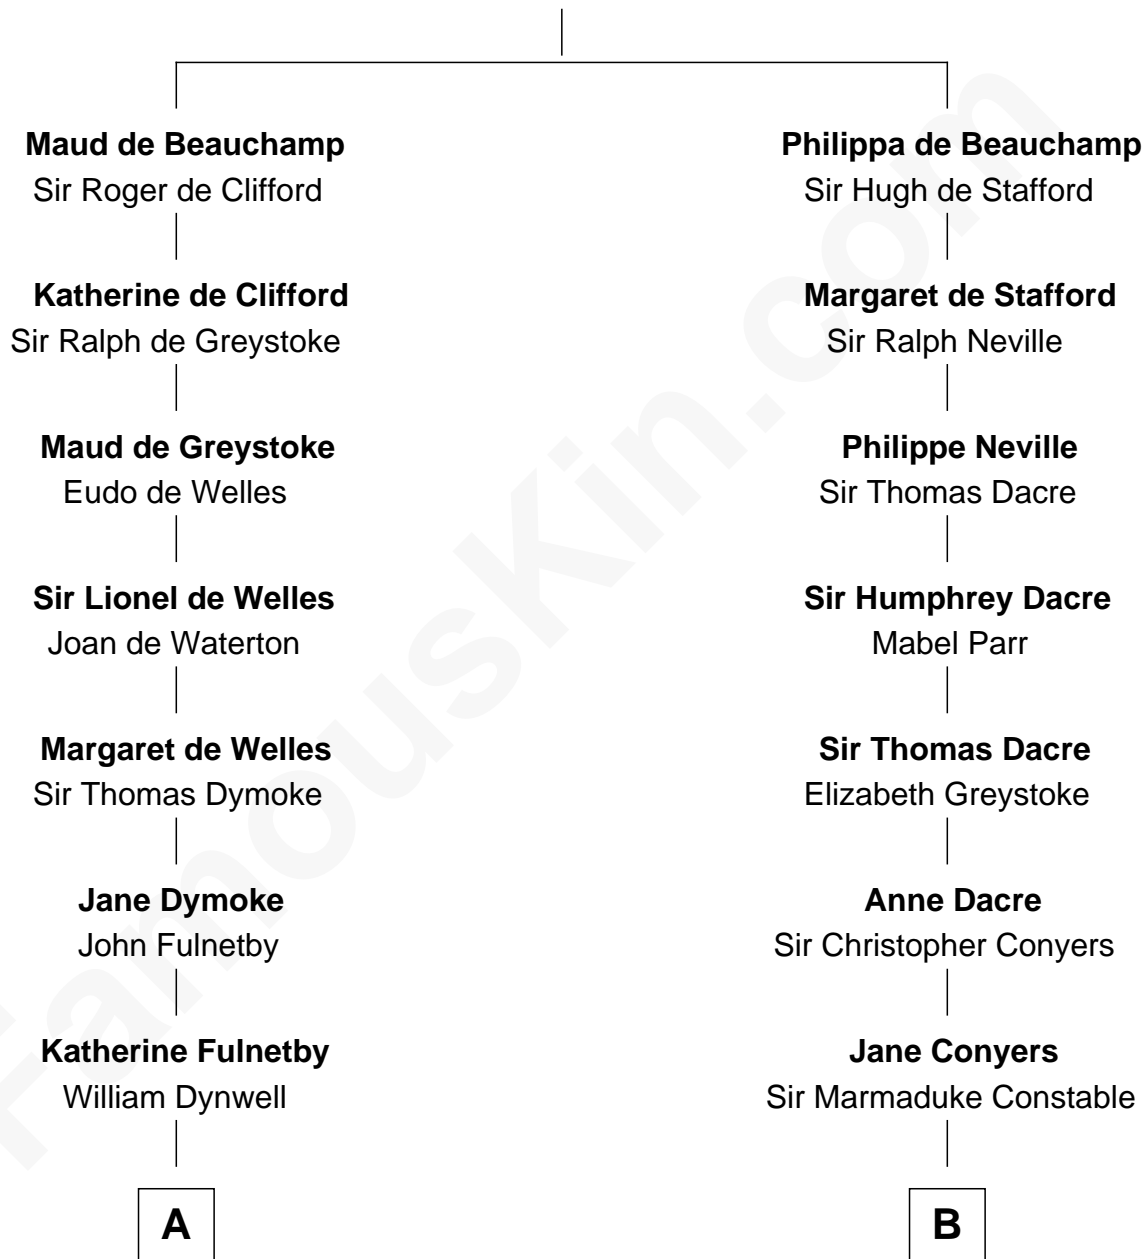 Maud de Beauchamp
Sir Roger de Clifford
Katherine de Clifford
Sir Ralph de Greystoke
Maud de Greystoke
Eudo de Welles
Sir Lionel de Welles
Joan de Waterton
Margaret de Welles
Sir Thomas Dymoke
Jane Dymoke
John Fulnetby
Katherine Fulnetby
William Dynwell
A
Philippa de Beauchamp
Sir Hugh de Stafford
Margaret de Stafford
Sir Ralph Neville
Philippe Neville
Sir Thomas Dacre
Sir Humphrey Dacre
Mabel Parr
Sir Thomas Dacre
Elizabeth Greystoke
Anne Dacre
Sir Christopher Conyers
Jane Conyers
Sir Marmaduke Constable
B
FamousKin.com